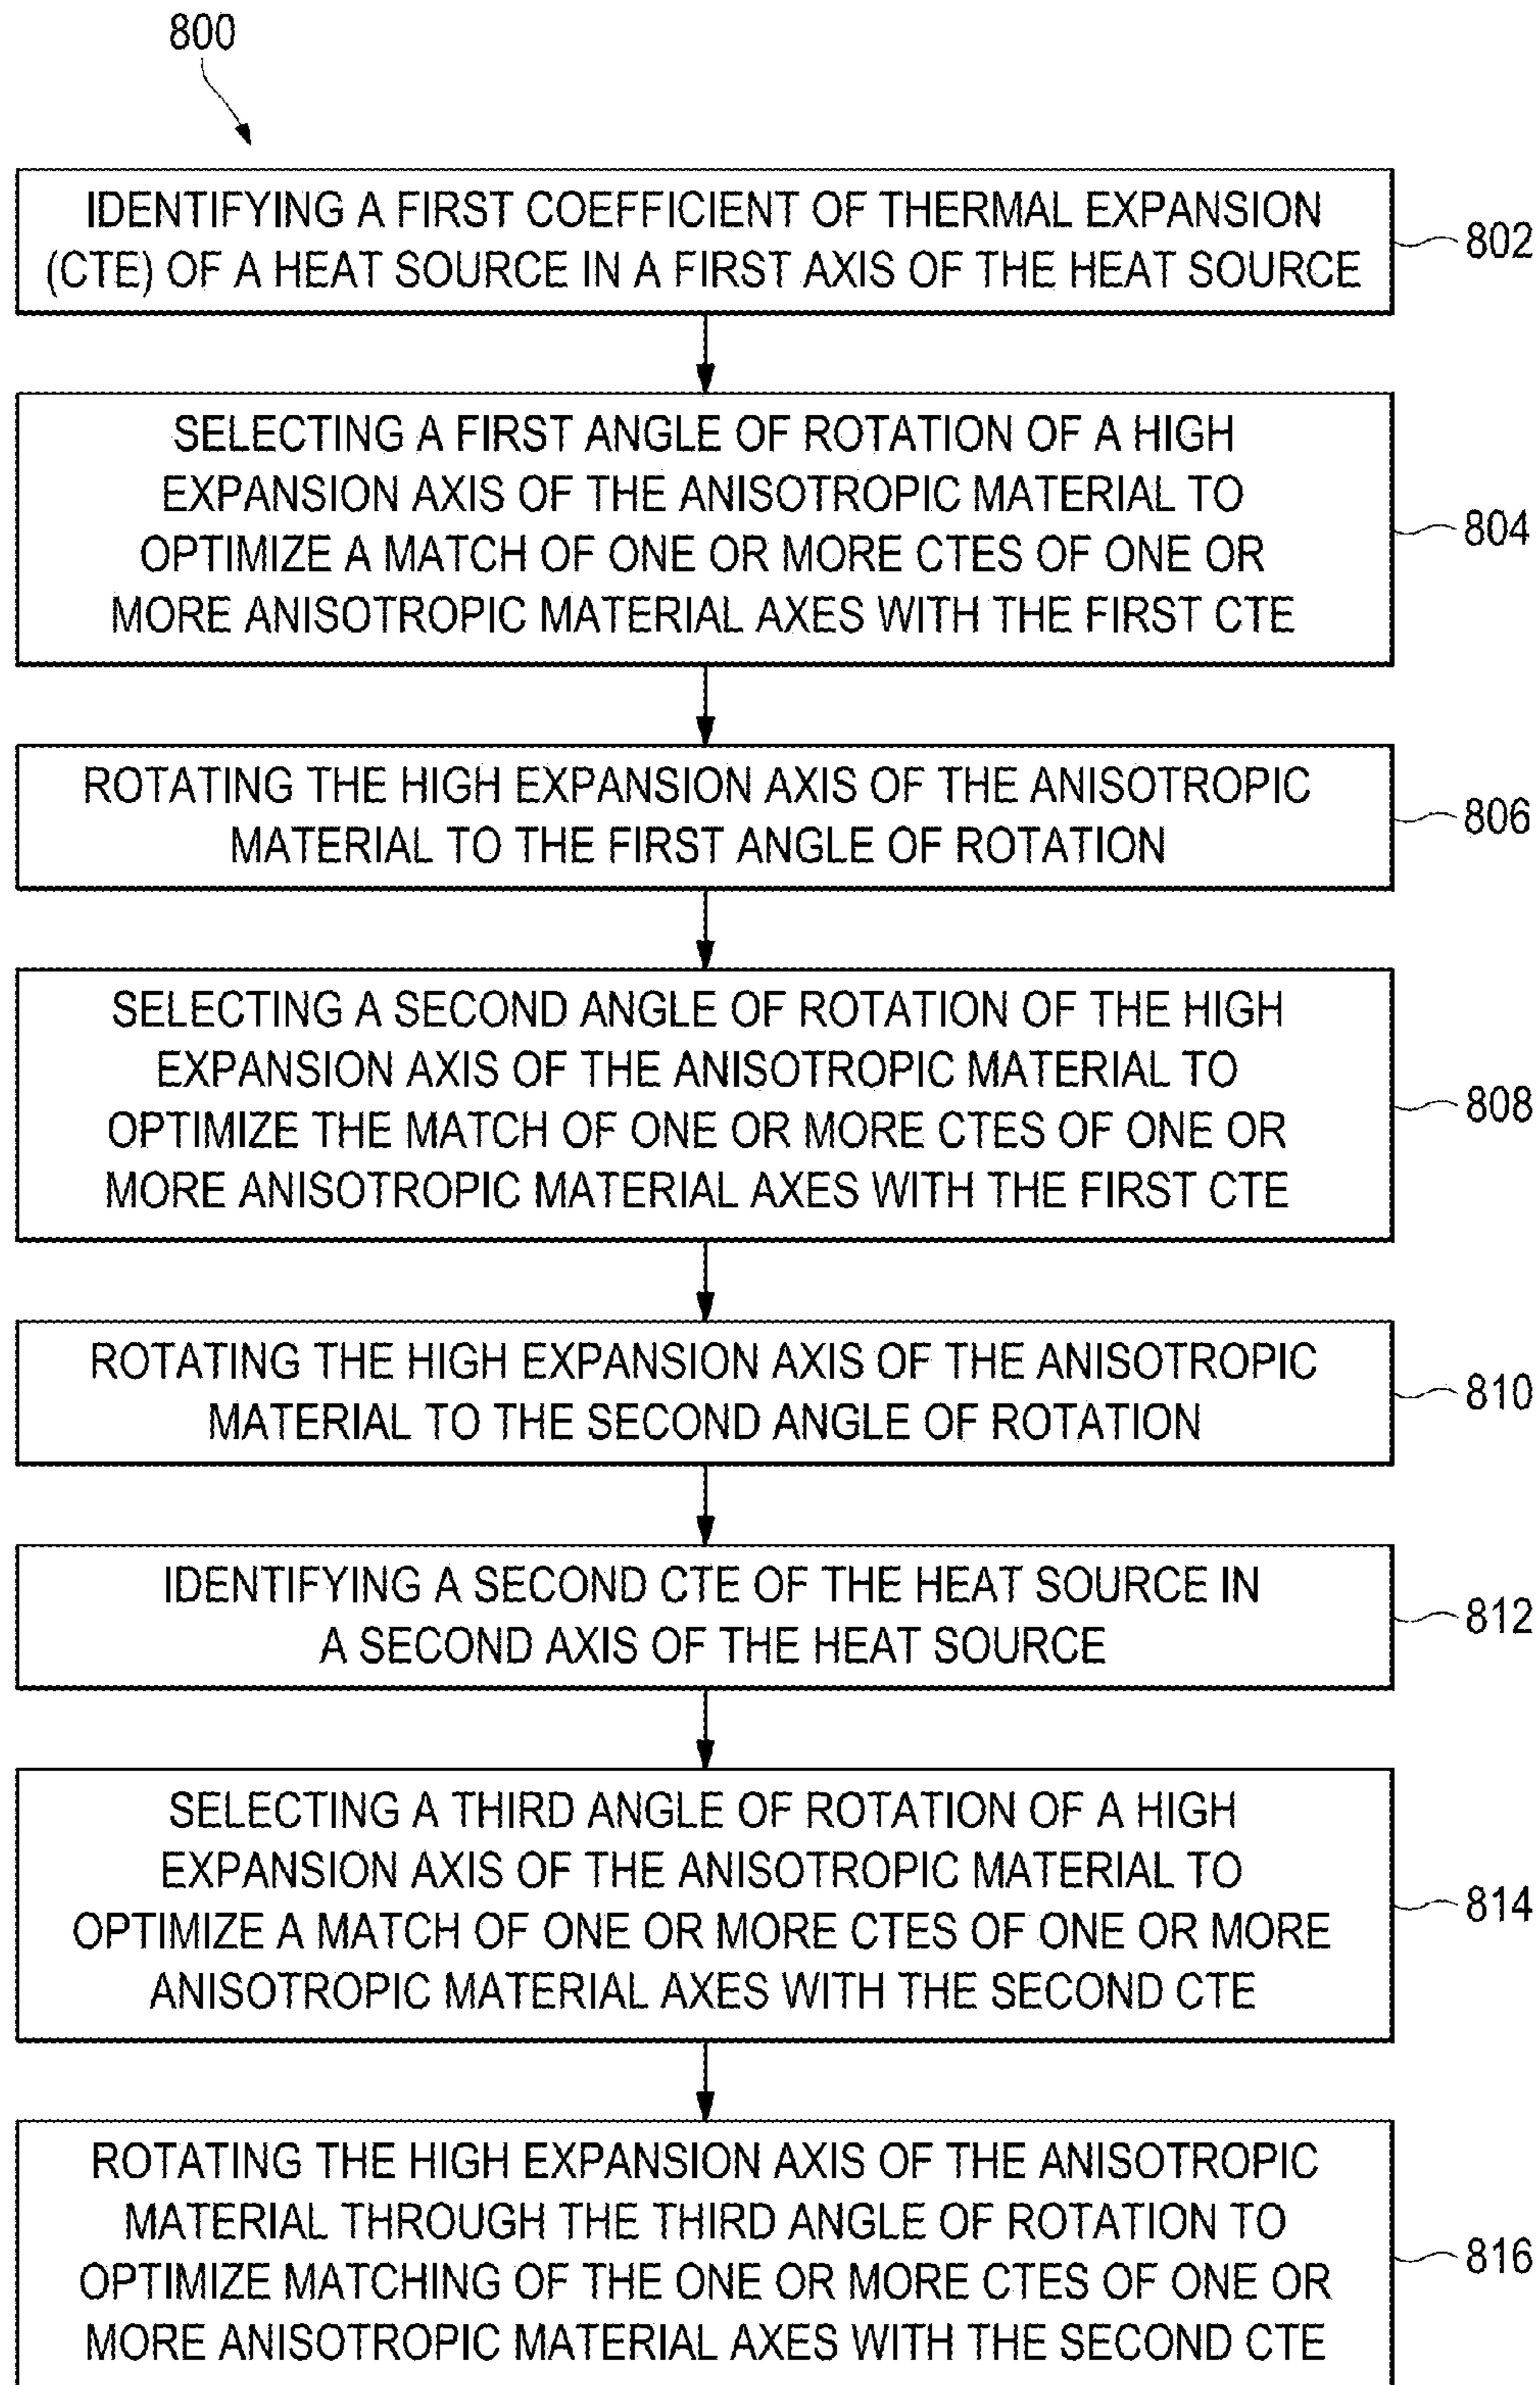 800
IDENTIFYING A FIRST COEFFICIENT OF THERMAL EXPANSION
(CTE) OF A HEAT SOURCE IN A FIRST AXIS OF THE HEAT SOURCE
802
SELECTING A FIRST ANGLE OF ROTATION OF A HIGH
EXPANSION AXIS OF THE ANISOTROPIC MATERIAL TO
OPTIMIZE A MATCH OF ONE OR MORE CTES OF ONE OR
MORE ANISOTROPIC MATERIAL AXES WITH THE FIRST CTE
804
ROTATING THE HIGH EXPANSION AXIS OF THE ANISOTROPIC
MATERIAL TO THE FIRST ANGLE OF ROTATION
806
SELECTING A SECOND ANGLE OF ROTATION OF THE HIGH
EXPANSION AXIS OF THE ANISOTROPIC MATERIAL TO
OPTIMIZE THE MATCH OF ONE OR MORE CTES OF ONE OR
MORE ANISOTROPIC MATERIAL AXES WITH THE FIRST CTE
808
ROTATING THE HIGH EXPANSION AXIS OF THE ANISOTROPIC
MATERIAL TO THE SECOND ANGLE OF ROTATION
810
IDENTIFYING A SECOND CTE OF THE HEAT SOURCE IN
A SECOND AXIS OF THE HEAT SOURCE
812
SELECTING A THIRD ANGLE OF ROTATION OF A HIGH
EXPANSION AXIS OF THE ANISOTROPIC MATERIAL TO
OPTIMIZE A MATCH OF ONE OR MORE CTES OF ONE OR MORE
ANISOTROPIC MATERIAL AXES WITH THE SECOND CTE
814
ROTATING THE HIGH EXPANSION AXIS OF THE ANISOTROPIC
MATERIAL THROUGH THE THIRD ANGLE OF ROTATION TO
OPTIMIZE MATCHING OF THE ONE OR MORE CTES OF ONE OR
MORE ANISOTROPIC MATERIAL AXES WITH THE SECOND CTE
816